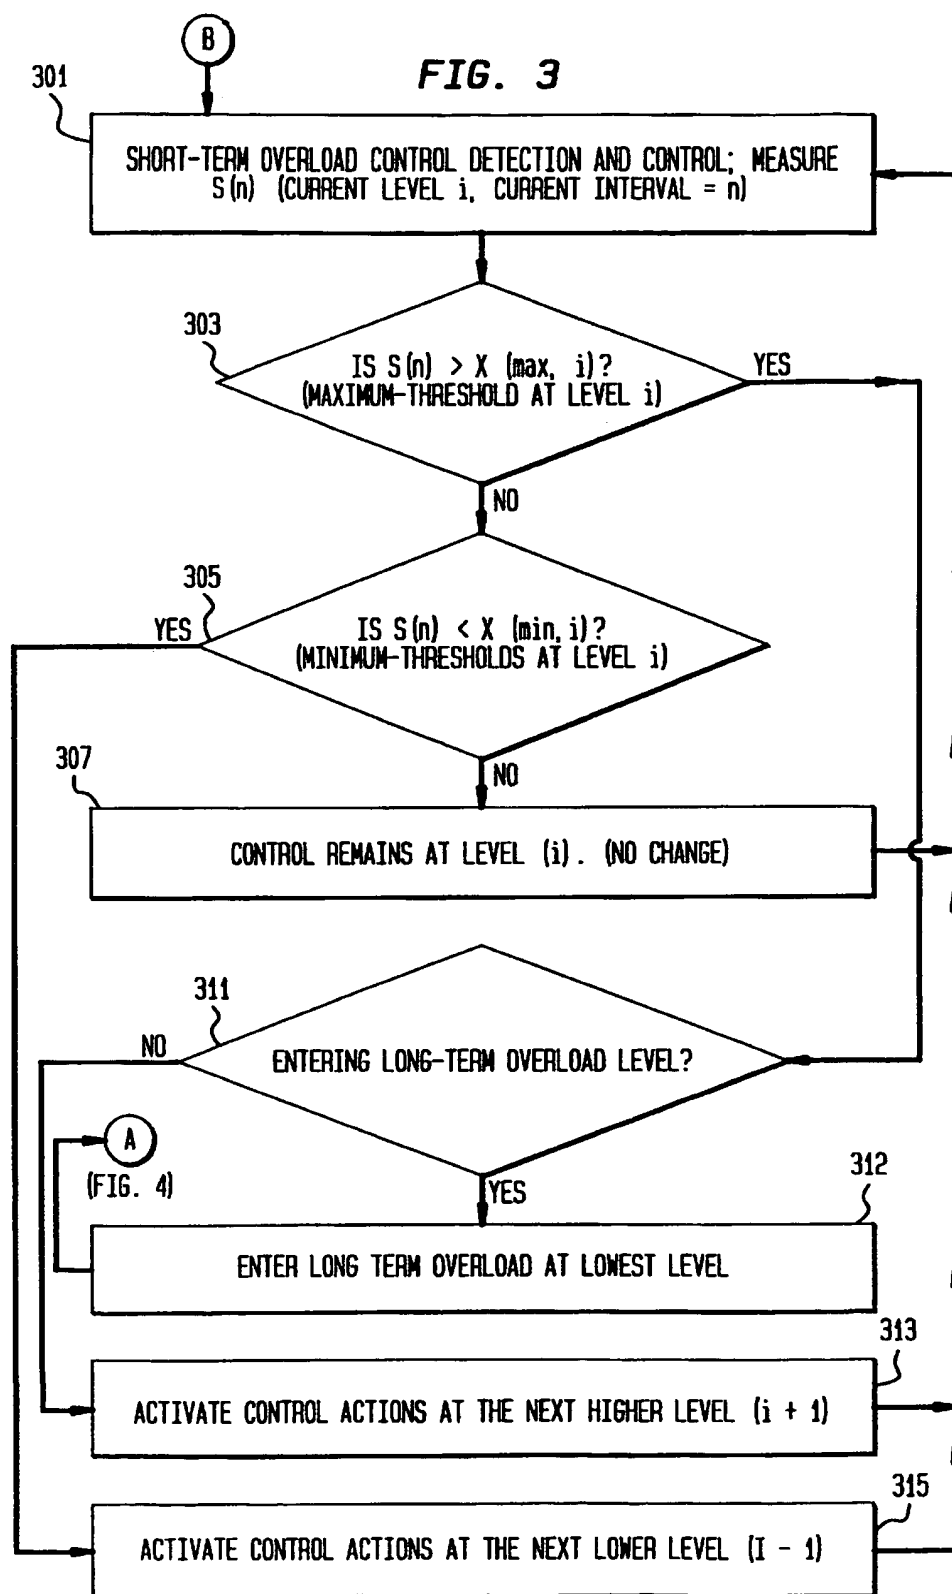 B
FIG. 3
301
SHORT-TERM OVERLOAD CONTROL DETECTION AND CONTROL; MEASURE
S(n) (CURRENT LEVEL i, CURRENT INTERVAL = n)
303
IS S(n) > X (max, i)?
(MAXIMUM-THRESHOLD AT LEVEL i)
YES
NO
305
YES
IS S(n) < X (min, i)?
(MINIMUM-THRESHOLDS AT LEVEL i)
NO
307
CONTROL REMAINS AT LEVEL (i). (NO CHANGE)
311
NO
ENTERING LONG-TERM OVERLOAD LEVEL?
A
(FIG. 4)
YES
312
ENTER LONG TERM OVERLOAD AT LOWEST LEVEL
313
ACTIVATE CONTROL ACTIONS AT THE NEXT HIGHER LEVEL (i + 1)
315
ACTIVATE CONTROL ACTIONS AT THE NEXT LOWER LEVEL (I - 1)